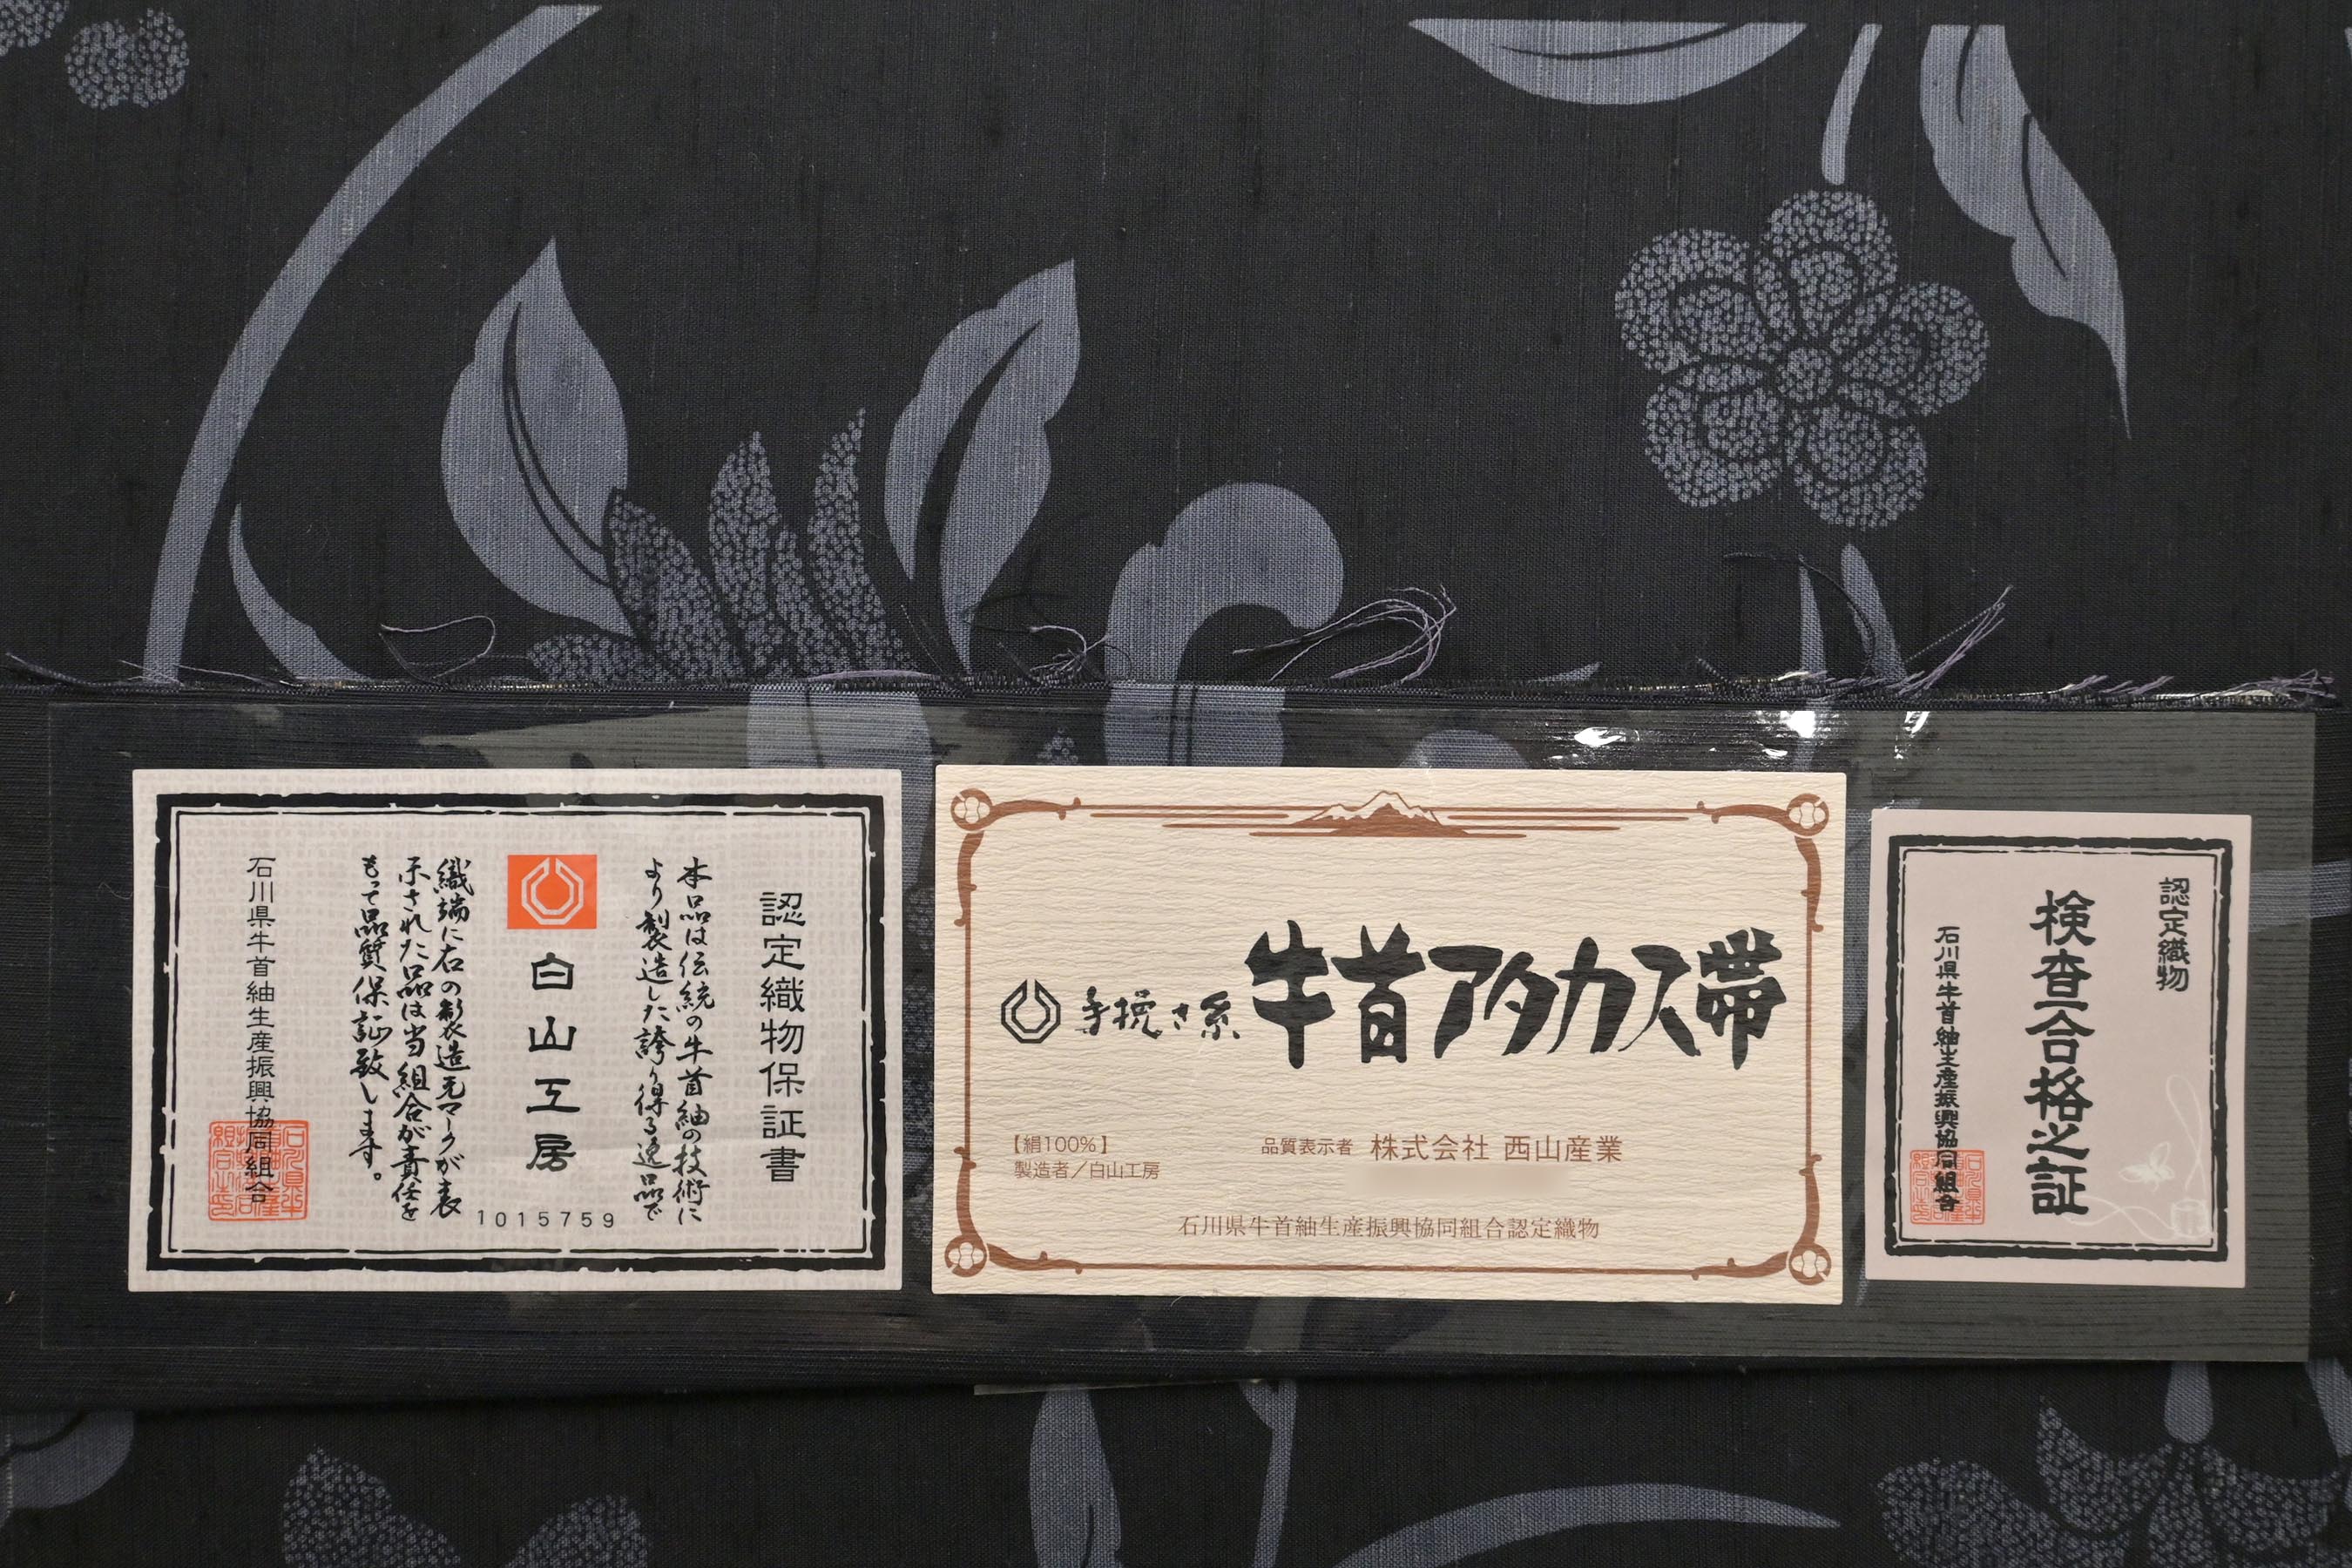 認定織物保証書
本品は伝統の牛首紬の技術に
より製造した誇り得る逸品で
白山工房
1015759
織端に右の製造元マークが表
示された品は当組合が責任を
もって品質保証致します。
石川県牛首紬生産振興協同組合
手挽き糸 牛首アタカス帯
【絹100%】
製造者／白山工房
品質表示者 株式会社 西山産業
石川県牛首紬生産振興協同組合認定織物
認定織物
検査合格之証
石川県牛首紬生産振興協同組合